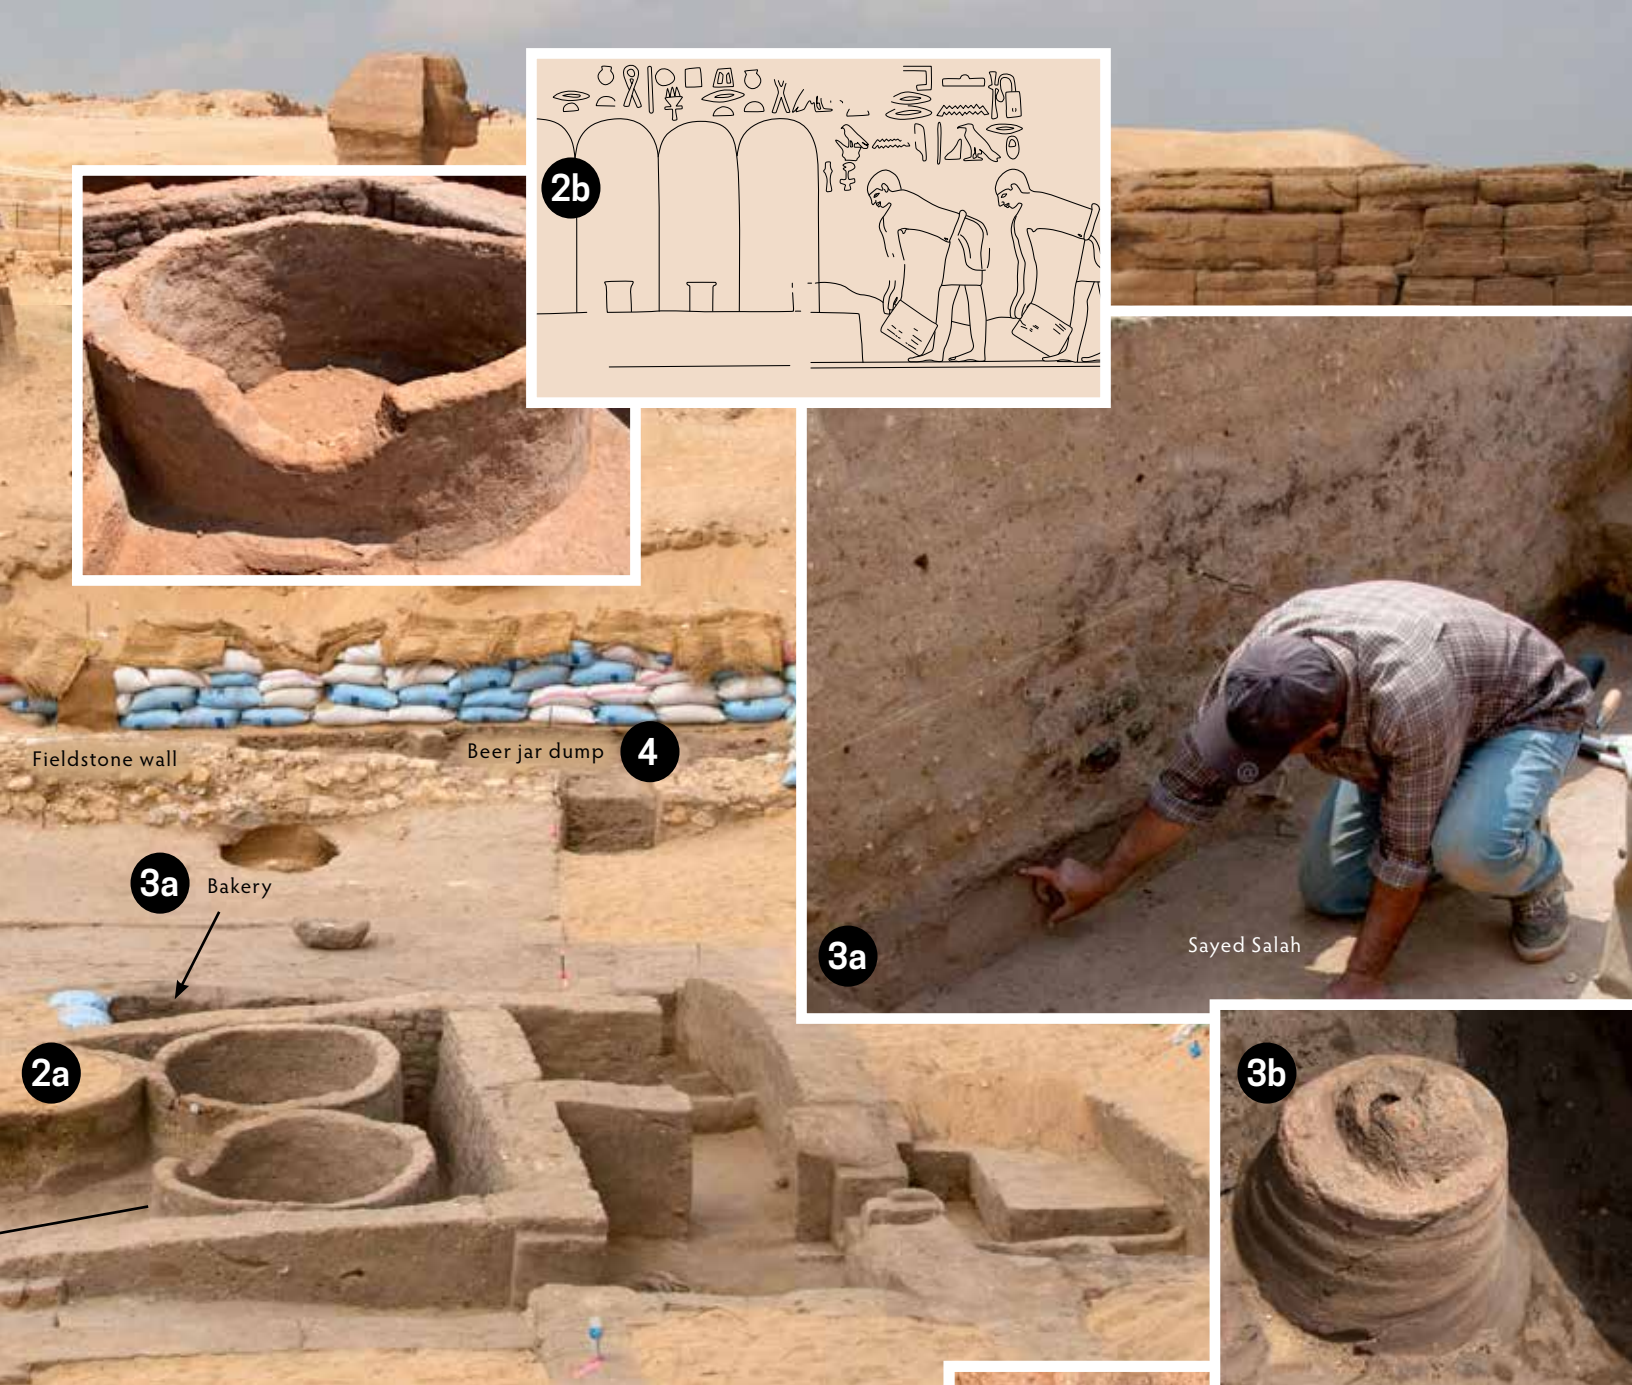 2b
Fieldstone wall
Beer jar dump 4
3a Bakery
3a
Sayed Salah
2a
3b